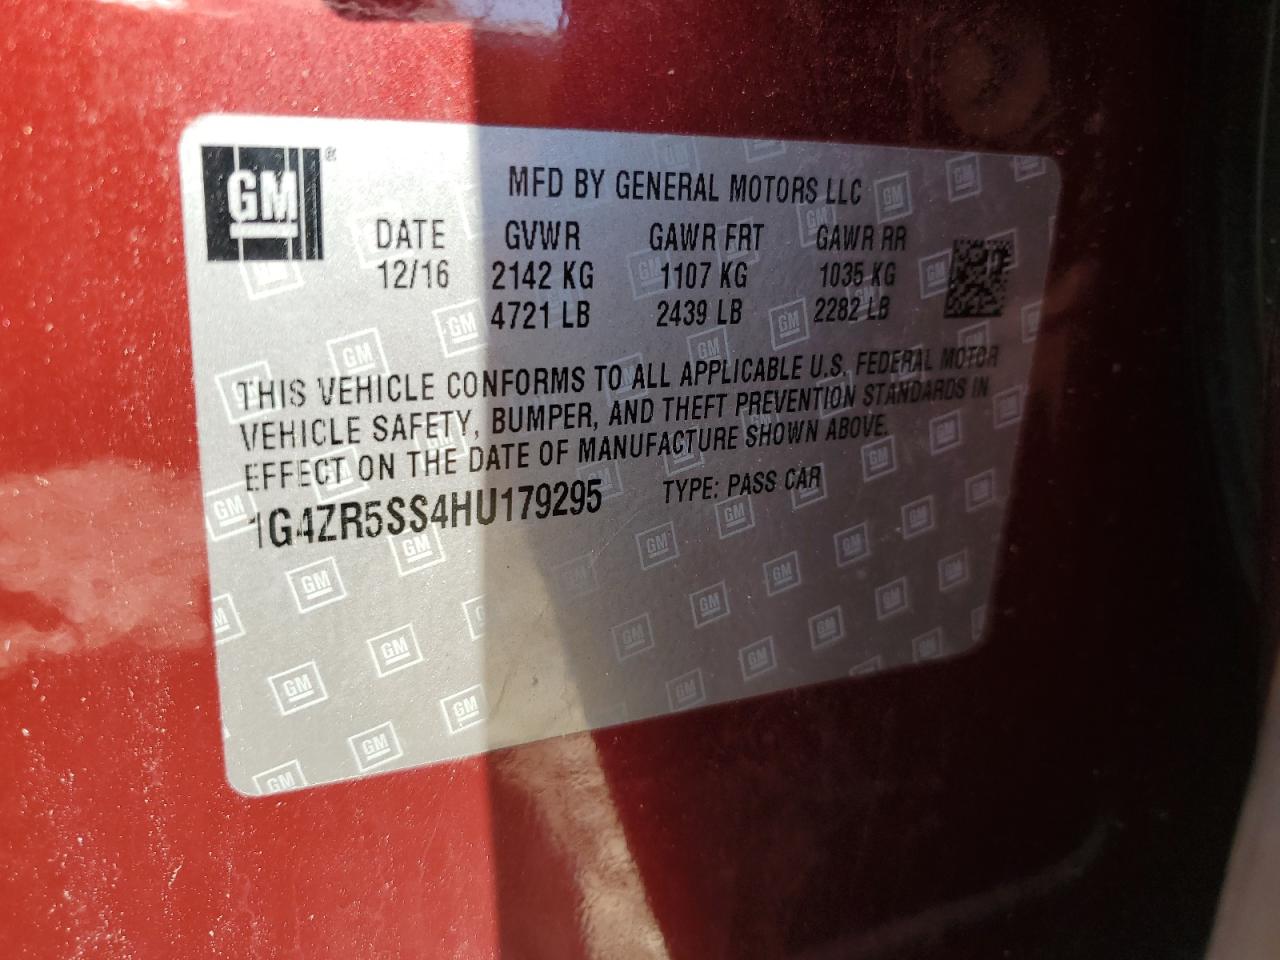 GM®
MFD BY GENERAL MOTORS LLC
DATE GVWR GAWR FRT GAWR RR
12/16 2142 KG 1107 KG 1035 KG
4721 LB 2439 LB 2282 LB
THIS VEHICLE CONFORMS TO ALL APPLICABLE U.S. FEDERAL MOTOR
VEHICLE SAFETY, BUMPER, AND THEFT PREVENTION STANDARDS IN
EFFECT ON THE DATE OF MANUFACTURE SHOWN ABOVE.
1G4ZR5SS4HU179295 TYPE: PASS CAR